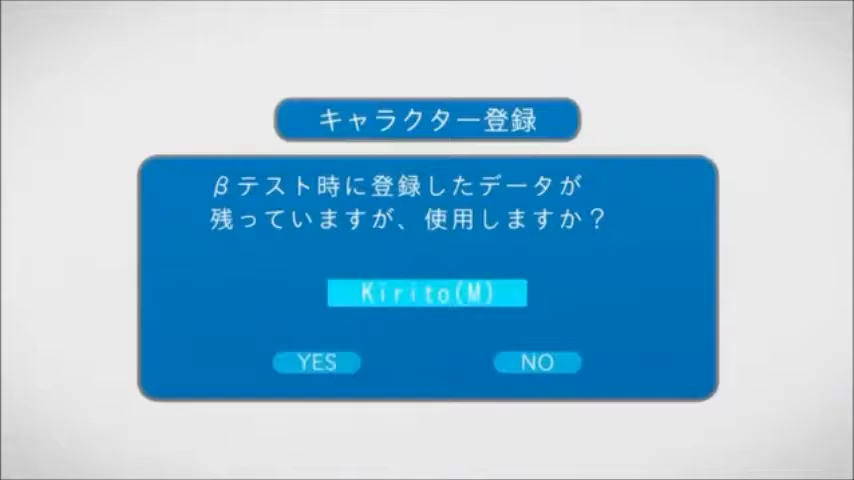 キャラクター登録
βテスト時に登録したデータが
残っていますが、使用しますか？
Kirito(M)
YES
NO